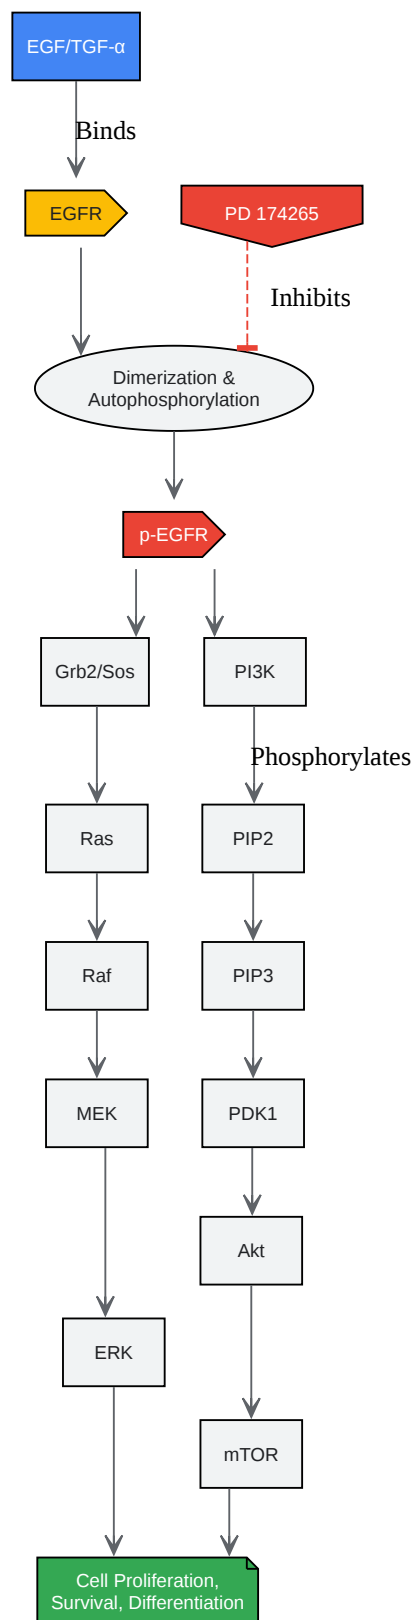 EGF/TGF-α
Binds
EGFR
PD 174265
Inhibits
Dimerization &
Autophosphorylation
p-EGFR
Grb2/Sos
PI3K
Phosphorylates
Ras
PIP2
Raf
PIP3
MEK
PDK1
Akt
ERK
mTOR
Cell Proliferation,
Survival, Differentiation